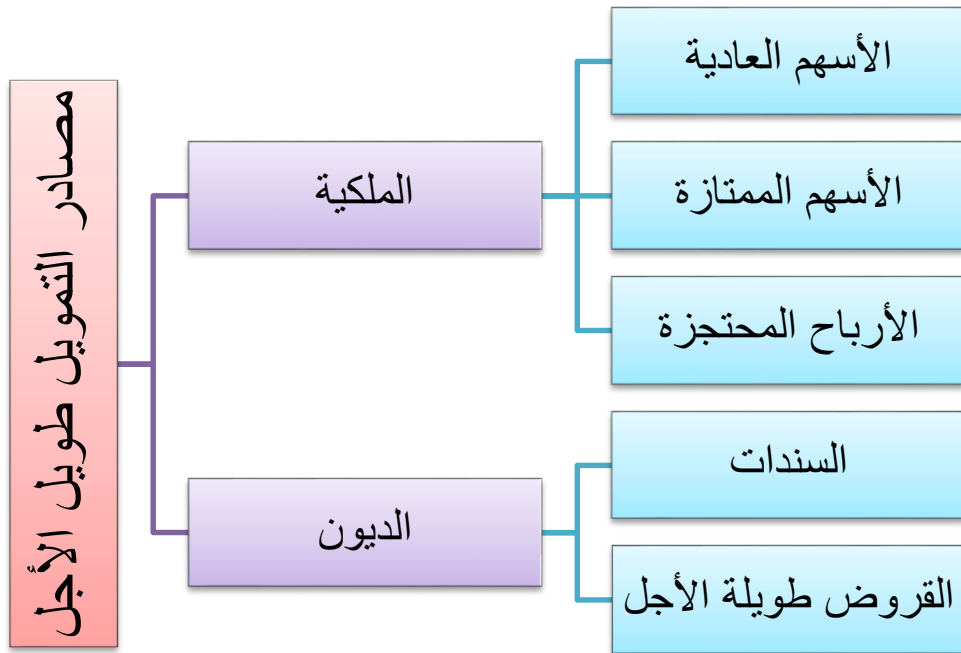 مصادر التمويل طويل الأجل
الملكية
الأسهم العادية
الأسهم الممتازة
الأرباح المحتجزة
الديون
السندات
القروض طويلة الأجل